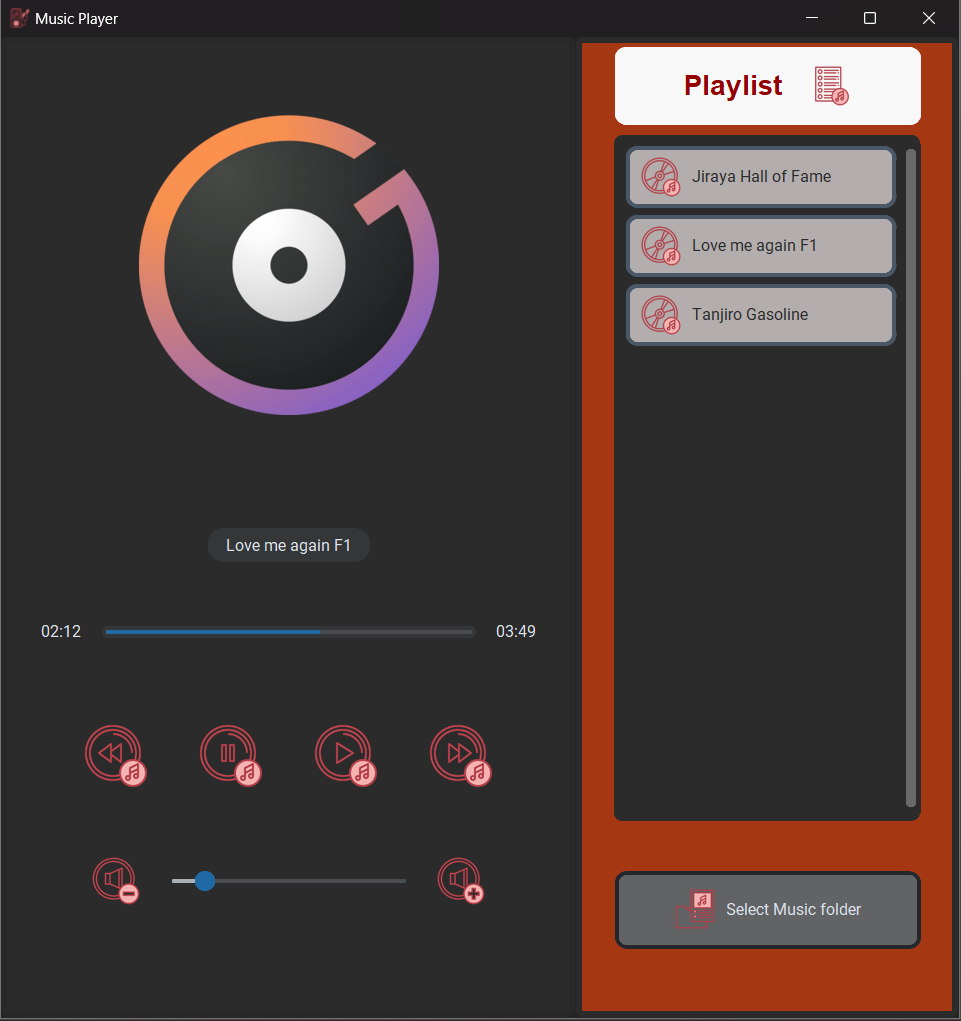 Music Player
Playlist
Jiraya Hall of Fame
Love me again F1
Tanjiro Gasoline
Love me again F1
02:12
03:49
Select Music folder